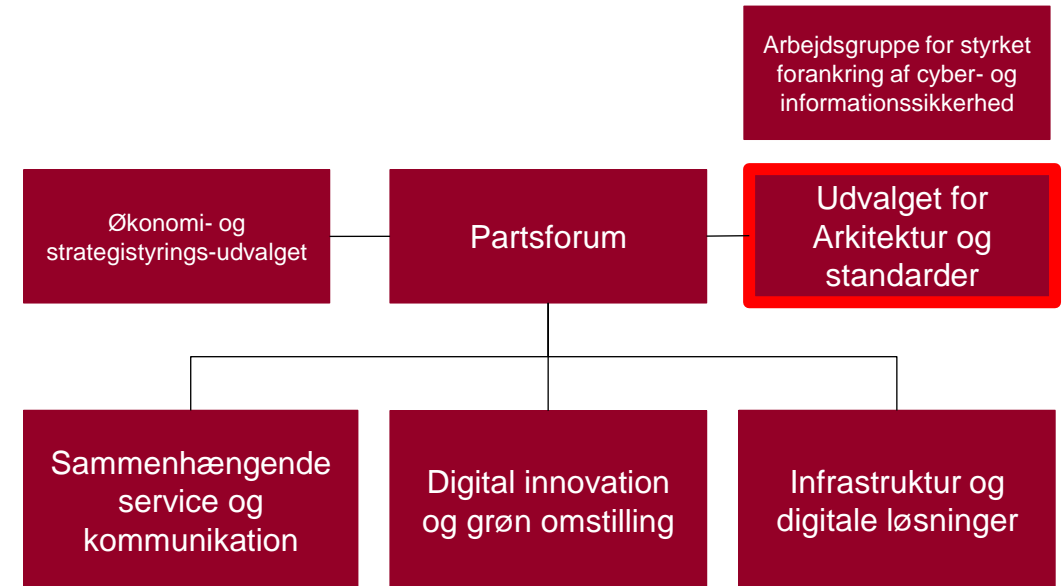 Arbejdsgruppe for styrket
forankring af cyber- og
informationssikkerhed
Økonomi- og
strategistyrings-udvalget
Partsforum
Udvalget for
Arkitektur og
standarder
Sammenhængende
service og
kommunikation
Digital innovation
og grøn omstilling
Infrastruktur og
digitale løsninger